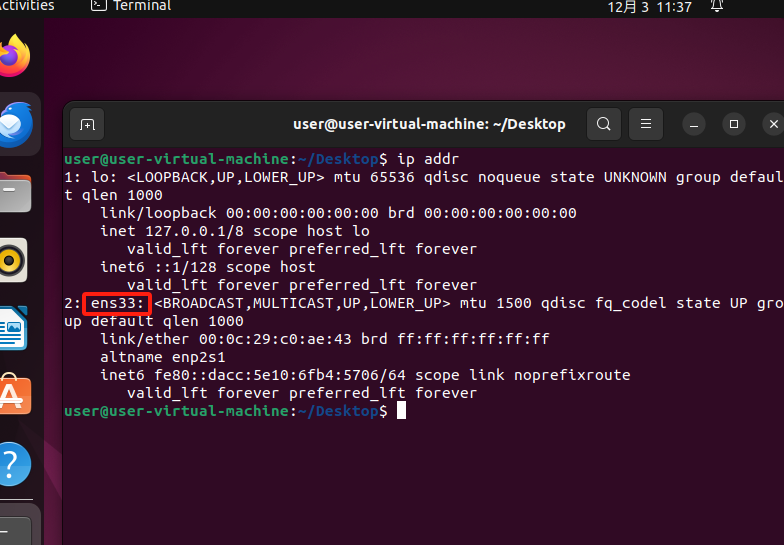 ctivities Terminal 12月 3 11:37
user@user-virtual-machine: ~/Desktop
user@user-virtual-machine:~/Desktop$ ip addr
1: lo: <LOOPBACK,UP,LOWER_UP> mtu 65536 qdisc noqueue state UNKNOWN group defaul
t qlen 1000
link/loopback 00:00:00:00:00:00 brd 00:00:00:00:00:00
inet 127.0.0.1/8 scope host lo
valid_lft forever preferred_lft forever
inet6 ::1/128 scope host
valid_lft forever preferred_lft forever
2: ens33: <BROADCAST,MULTICAST,UP,LOWER_UP> mtu 1500 qdisc fq_codel state UP gro
up default qlen 1000
link/ether 00:0c:29:c0:ae:43 brd ff:ff:ff:ff:ff:ff
altname enp2s1
inet6 fe80::dacc:5e10:6fb4:5706/64 scope link noprefixroute
valid_lft forever preferred_lft forever
user@user-virtual-machine:~/Desktop$